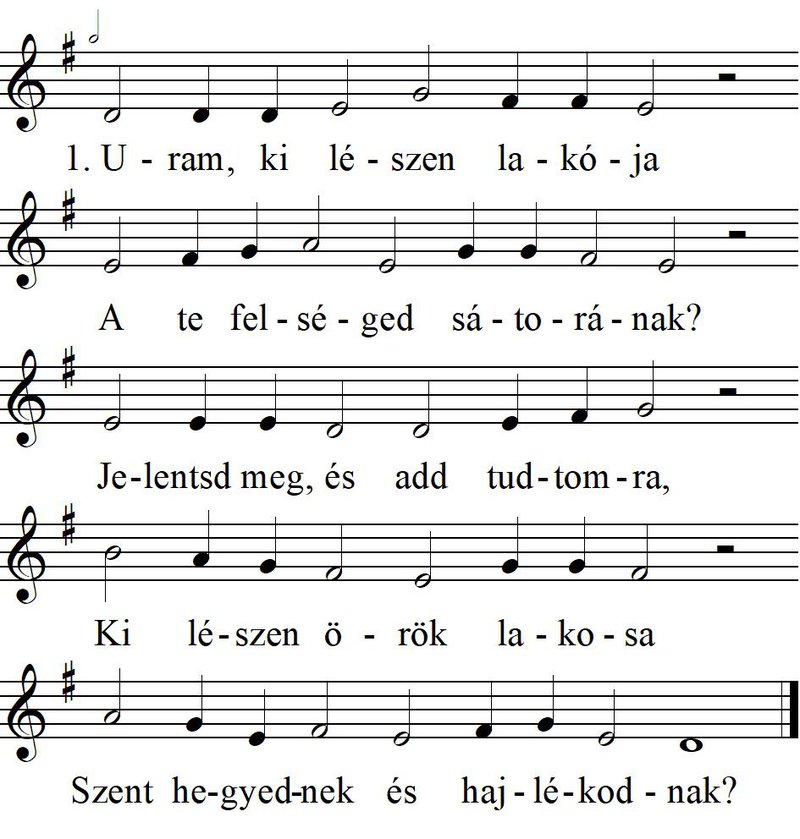 1. U - ram, ki lé - szen la - kó - ja
A te fel - sé - ged sá - to - rá - nak?
Je-lentsd meg, és add tud-tom-ra,
Ki lé-szen ö - rök la - ko - sa
Szent he-gyed-nek és haj-lé-kod - nak?